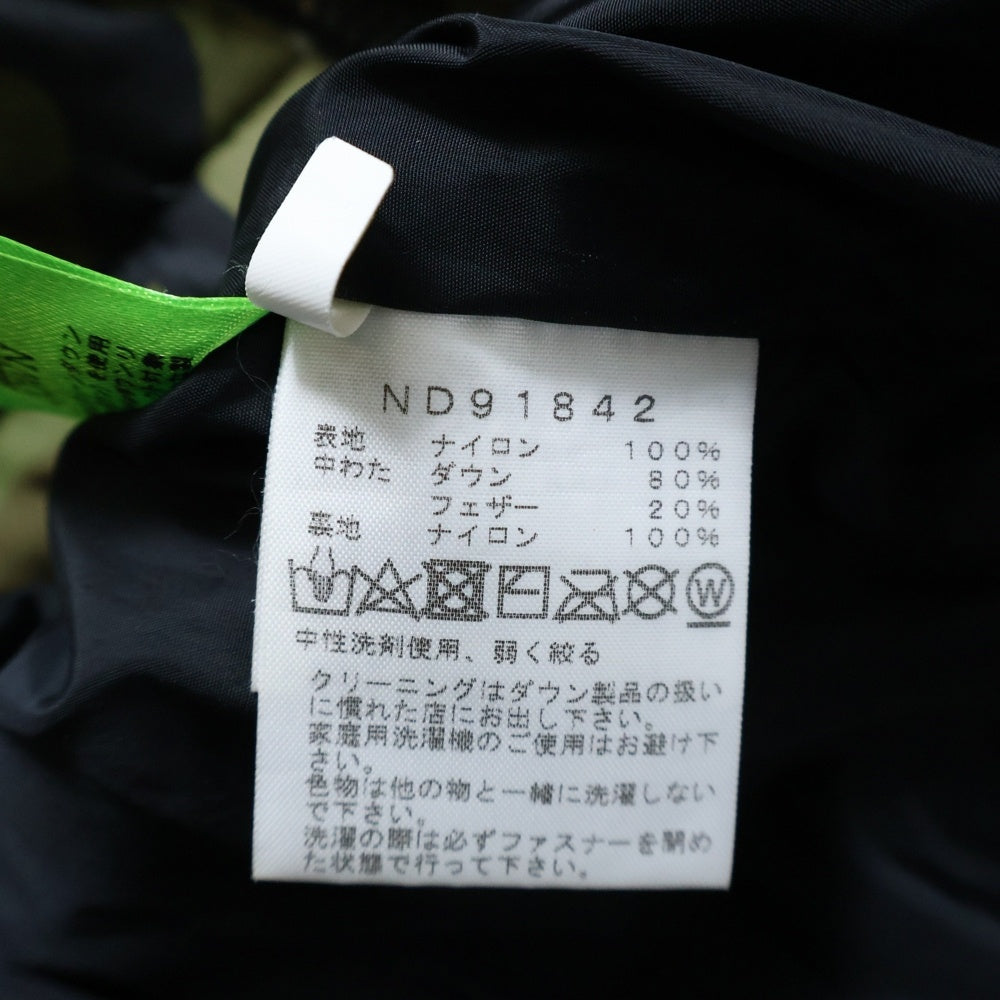 ND91842
表地 ナイロン 100%
中わた ダウン 80%
フェザー 20%
裏地 ナイロン 100%
W
中性洗剤使用、弱く絞る
クリーニングはダウン製品の扱い
に慣れた店にお出し下さい。
家庭用洗濯機のご使用はお避け下
さい。
色物は他の物と一緒に洗濯しない
で下さい。
洗濯の際は必ずファスナーを閉め
た状態で行って下さい。